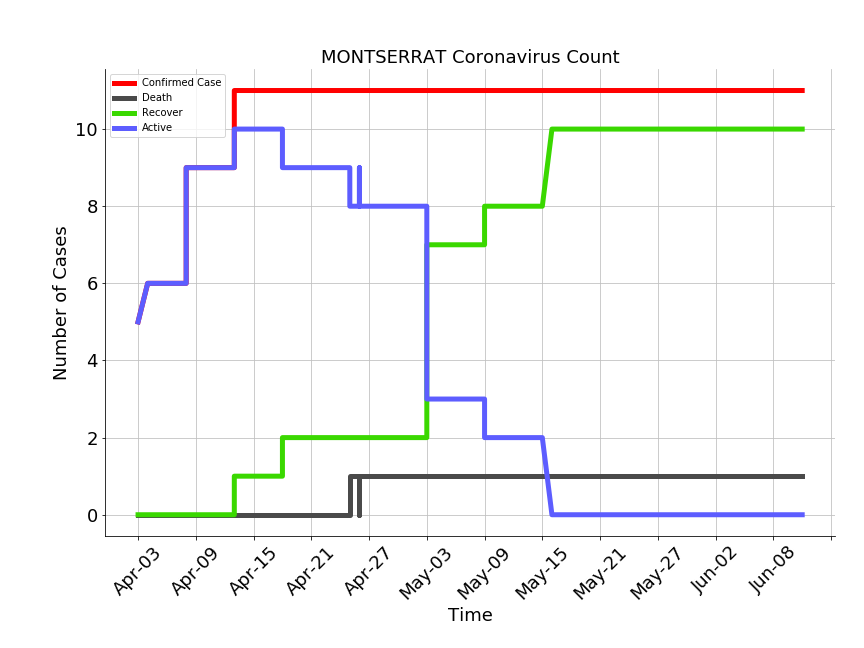 MONTSERRAT Coronavirus Count
Confirmed Case
Death
Recover
Active
10
8
6
4
2
0
Number of Cases
Apr-03
Apr-09
Apr-15
Apr-21
Apr-27
May-03
May-09
May-15
May-21
May-27
Jun-02
Jun-08
Time